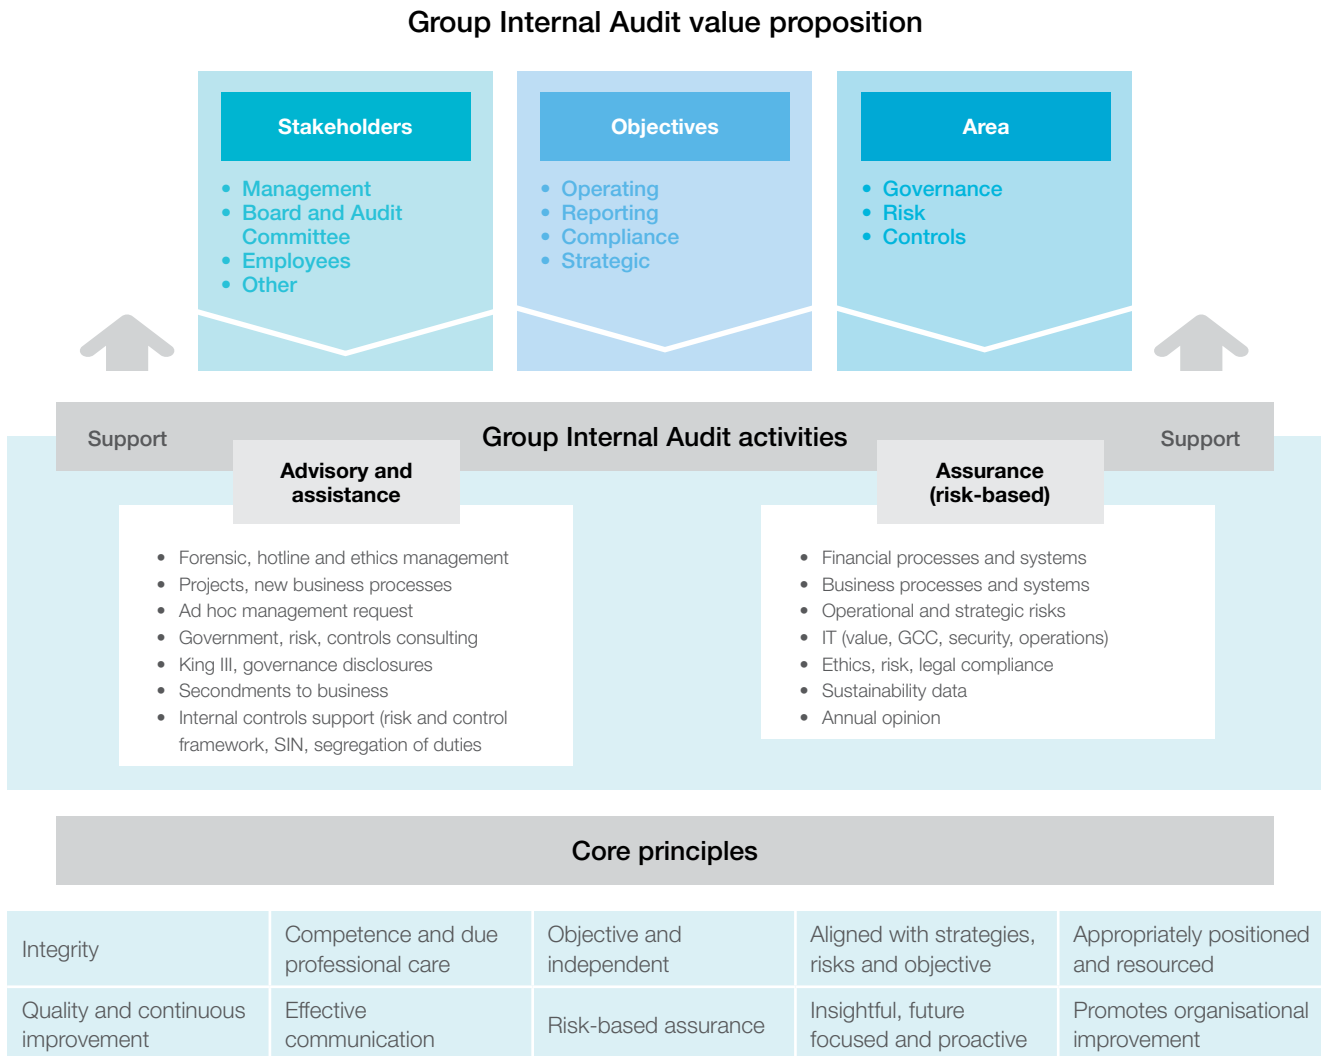 Group Internal Audit value proposition
Stakeholders
• Management
• Board and Audit
Committee
• Employees
• Other
Objectives
• Operating
• Reporting
• Compliance
• Strategic
Area
• Governance
• Risk
• Controls
Support
Group Internal Audit activities
Support
Advisory and
assistance
• Forensic, hotline and ethics management
• Projects, new business processes
• Ad hoc management request
• Government, risk, controls consulting
• King III, governance disclosures
• Secondments to business
• Internal controls support (risk and control
framework, SIN, segregation of duties
Assurance
(risk-based)
• Financial processes and systems
• Business processes and systems
• Operational and strategic risks
• IT (value, GCC, security, operations)
• Ethics, risk, legal compliance
• Sustainability data
• Annual opinion
Core principles
Integrity
Competence and due
professional care
Objective and
independent
Aligned with strategies,
risks and objective
Appropriately positioned
and resourced
Quality and continuous
improvement
Effective
communication
Risk-based assurance
Insightful, future
focused and proactive
Promotes organisational
improvement